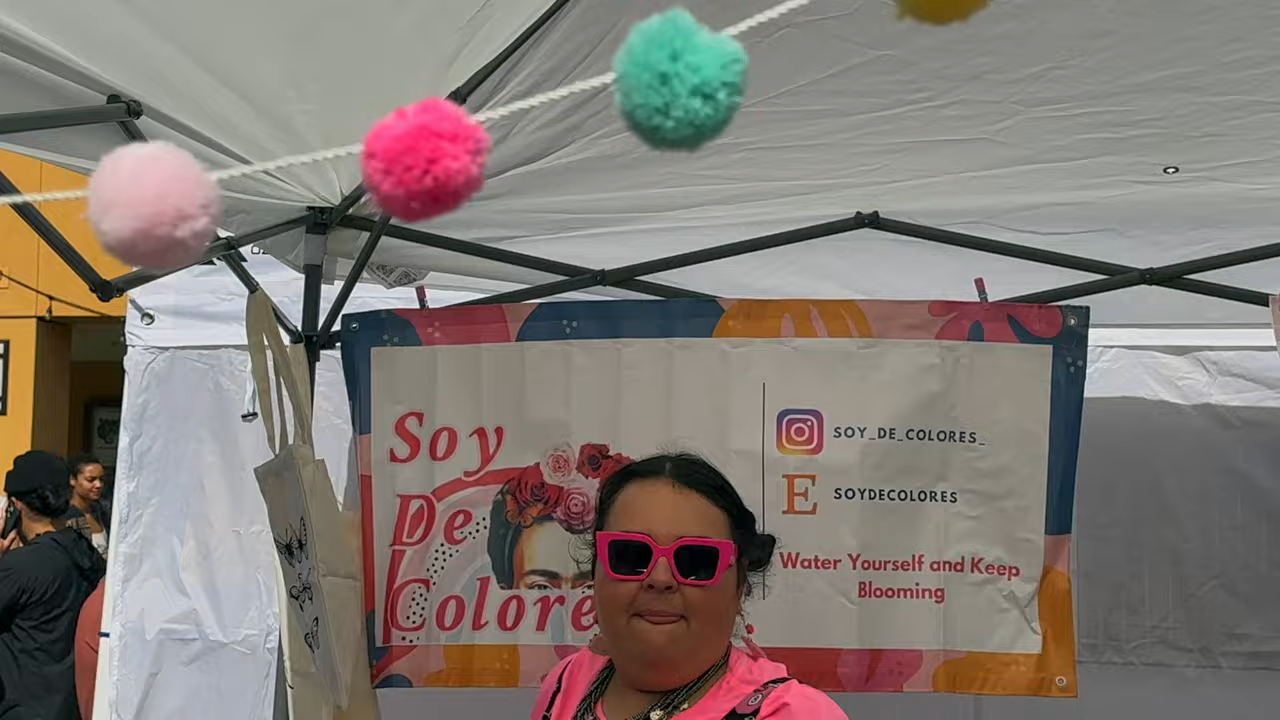 Soy
De
Colore
SOY_DE_COLORES_
E SOYDECOLORES
Water Yourself and Keep
Blooming